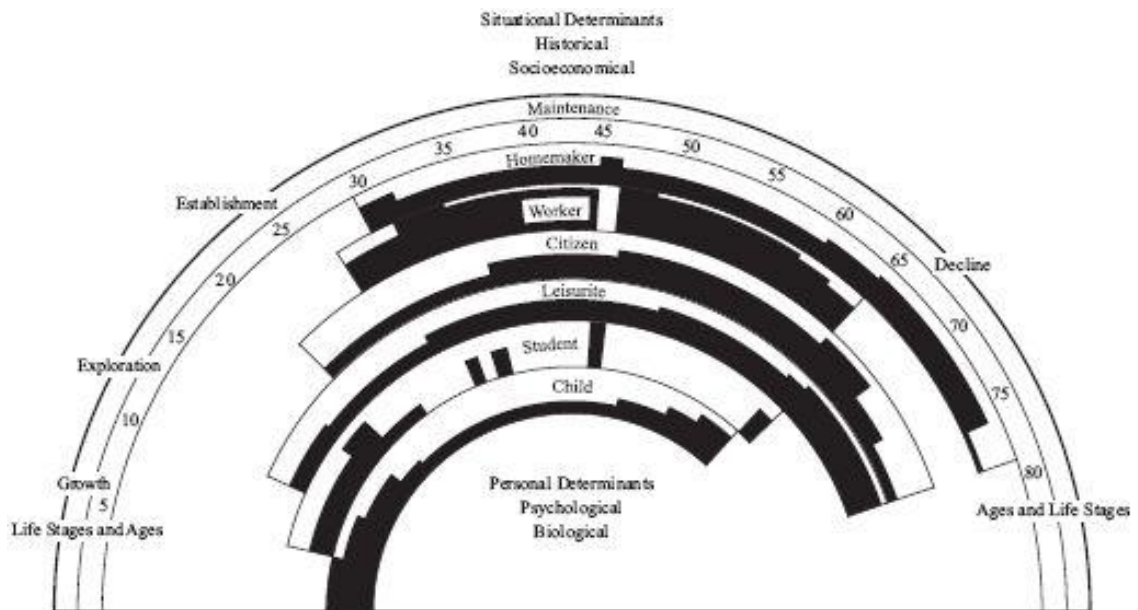 Situational Determinants
Historical
Socioeconomical
Maintenance
40 45
35 50
Homemaker
30 55
Establishment
25 60
Worker
Citizen
65 Decline
20
Leisurite
15 70
Student
Exploration
Child
10 75
Growth
5
80
Life Stages and Ages
Personal Determinants
Psychological
Biological
Ages and Life Stages